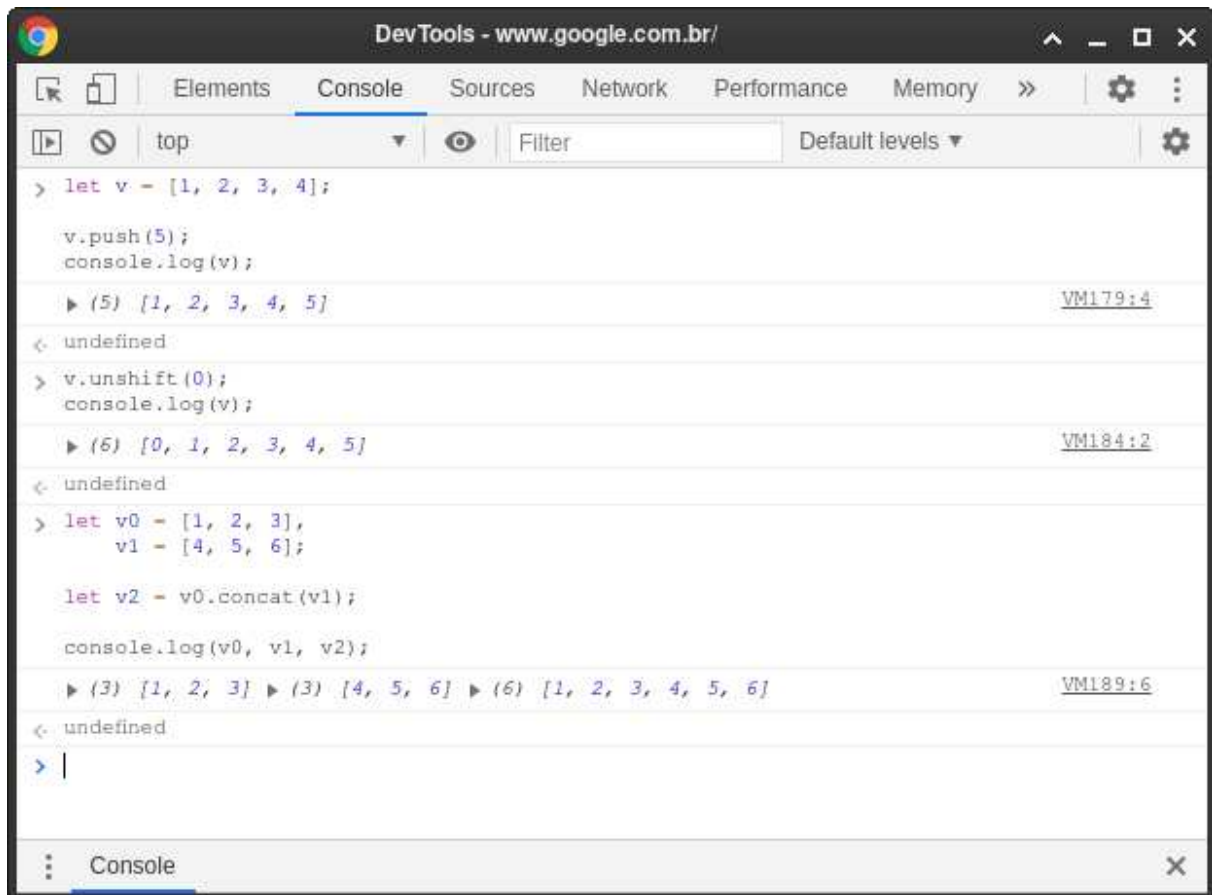 DevTools - www.google.com.br/
Elements Console Sources Network Performance Memory »
top Filter Default levels
> let v = [1, 2, 3, 4];
v.push(5);
console.log(v);
(5) [1, 2, 3, 4, 5] VM179:4
undefined
> v.unshift(0);
console.log(v);
(6) [0, 1, 2, 3, 4, 5] VM184:2
undefined
> let v0 = [1, 2, 3],
v1 = [4, 5, 6];
let v2 = v0.concat(v1);
console.log(v0, v1, v2);
(3) [1, 2, 3] (3) [4, 5, 6] (6) [1, 2, 3, 4, 5, 6] VM189:6
undefined
>
Console